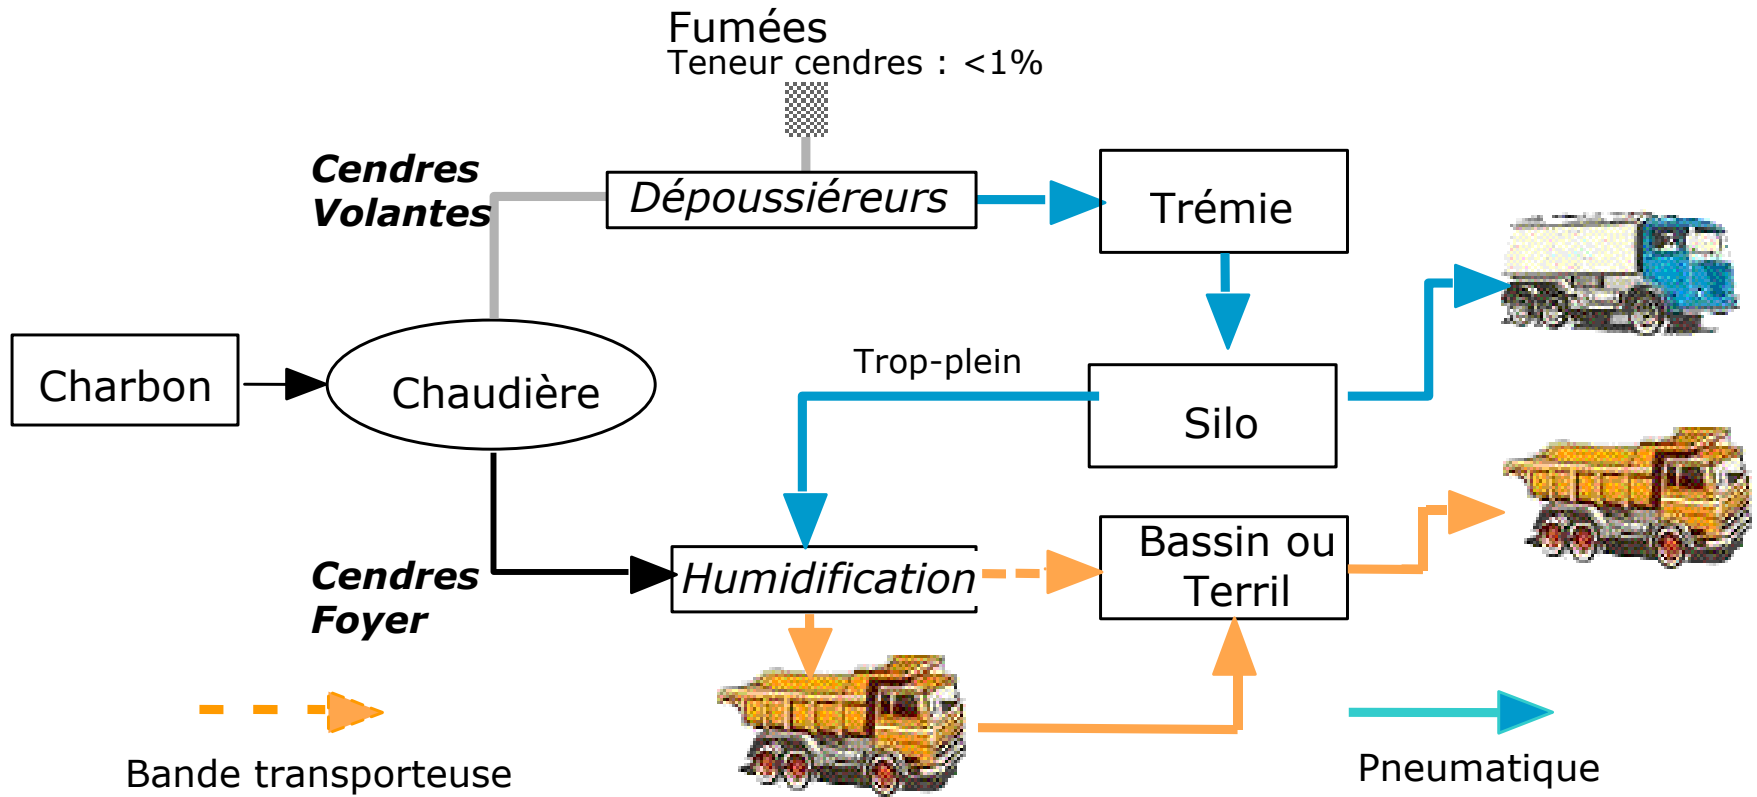 Fumées
Teneur cendres : <1%
Cendres
Volantes
Dépoussiéreurs
Trémie
Charbon
Chaudière
Trop-plein
Silo
Cendres
Foyer
Humidification
Bassin ou
Terril
Bande transporteuse
Pneumatique